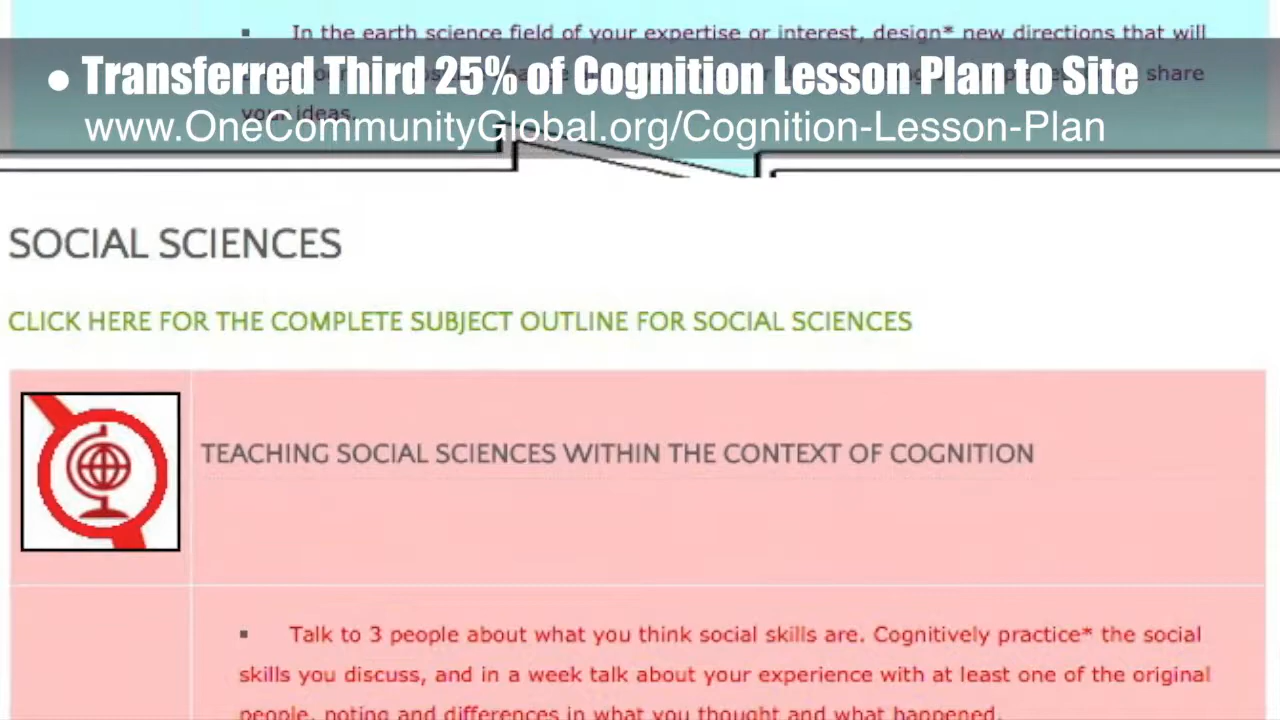 ▪ In the earth science field of your expertise or interest, design* new directions that will
● Transferred Third 25% of Cognition Lesson Plan to Site
share
your ideas.
www.OneCommunityGlobal.org/Cognition-Lesson-Plan
SOCIAL SCIENCES
CLICK HERE FOR THE COMPLETE SUBJECT OUTLINE FOR SOCIAL SCIENCES
TEACHING SOCIAL SCIENCES WITHIN THE CONTEXT OF COGNITION
▪ Talk to 3 people about what you think social skills are. Cognitively practice* the social
skills you discuss, and in a week talk about your experience with at least one of the original
people, noting and differences in what you thought and what happened.